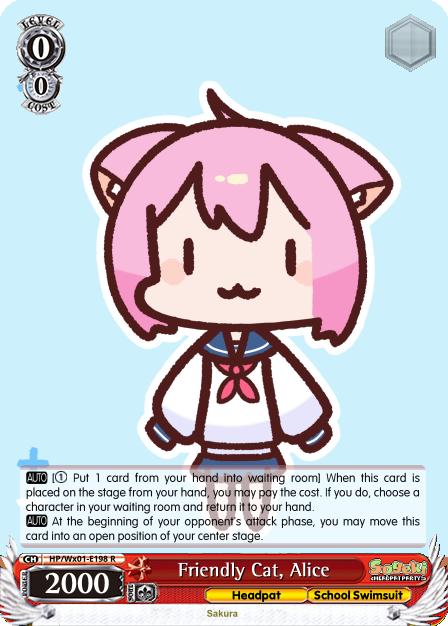 LEVEL
0
0
COST
AUTO [① Put 1 card from your hand into waiting room] When this card is
placed on the stage from your hand, you may pay the cost. If you do, choose a
character in your waiting room and return it to your hand.
AUTO At the beginning of your opponent's attack phase, you may move this
card into an open position of your center stage.
CH HP/Wx01-E198 R
POWER 2000 SOUL
Friendly Cat, Alice
HEADPAT PARTY
Headpat School Swimsuit
Sakura